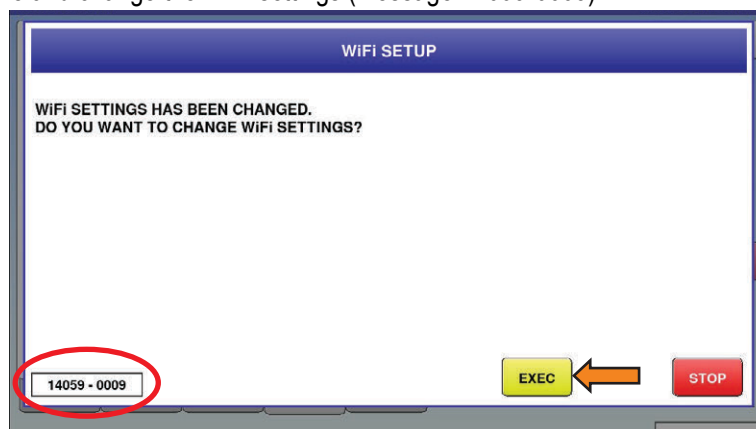 WiFi SETUP
WiFi SETTINGS HAS BEEN CHANGED.
DO YOU WANT TO CHANGE WiFi SETTINGS?
14059 - 0009
EXEC
STOP